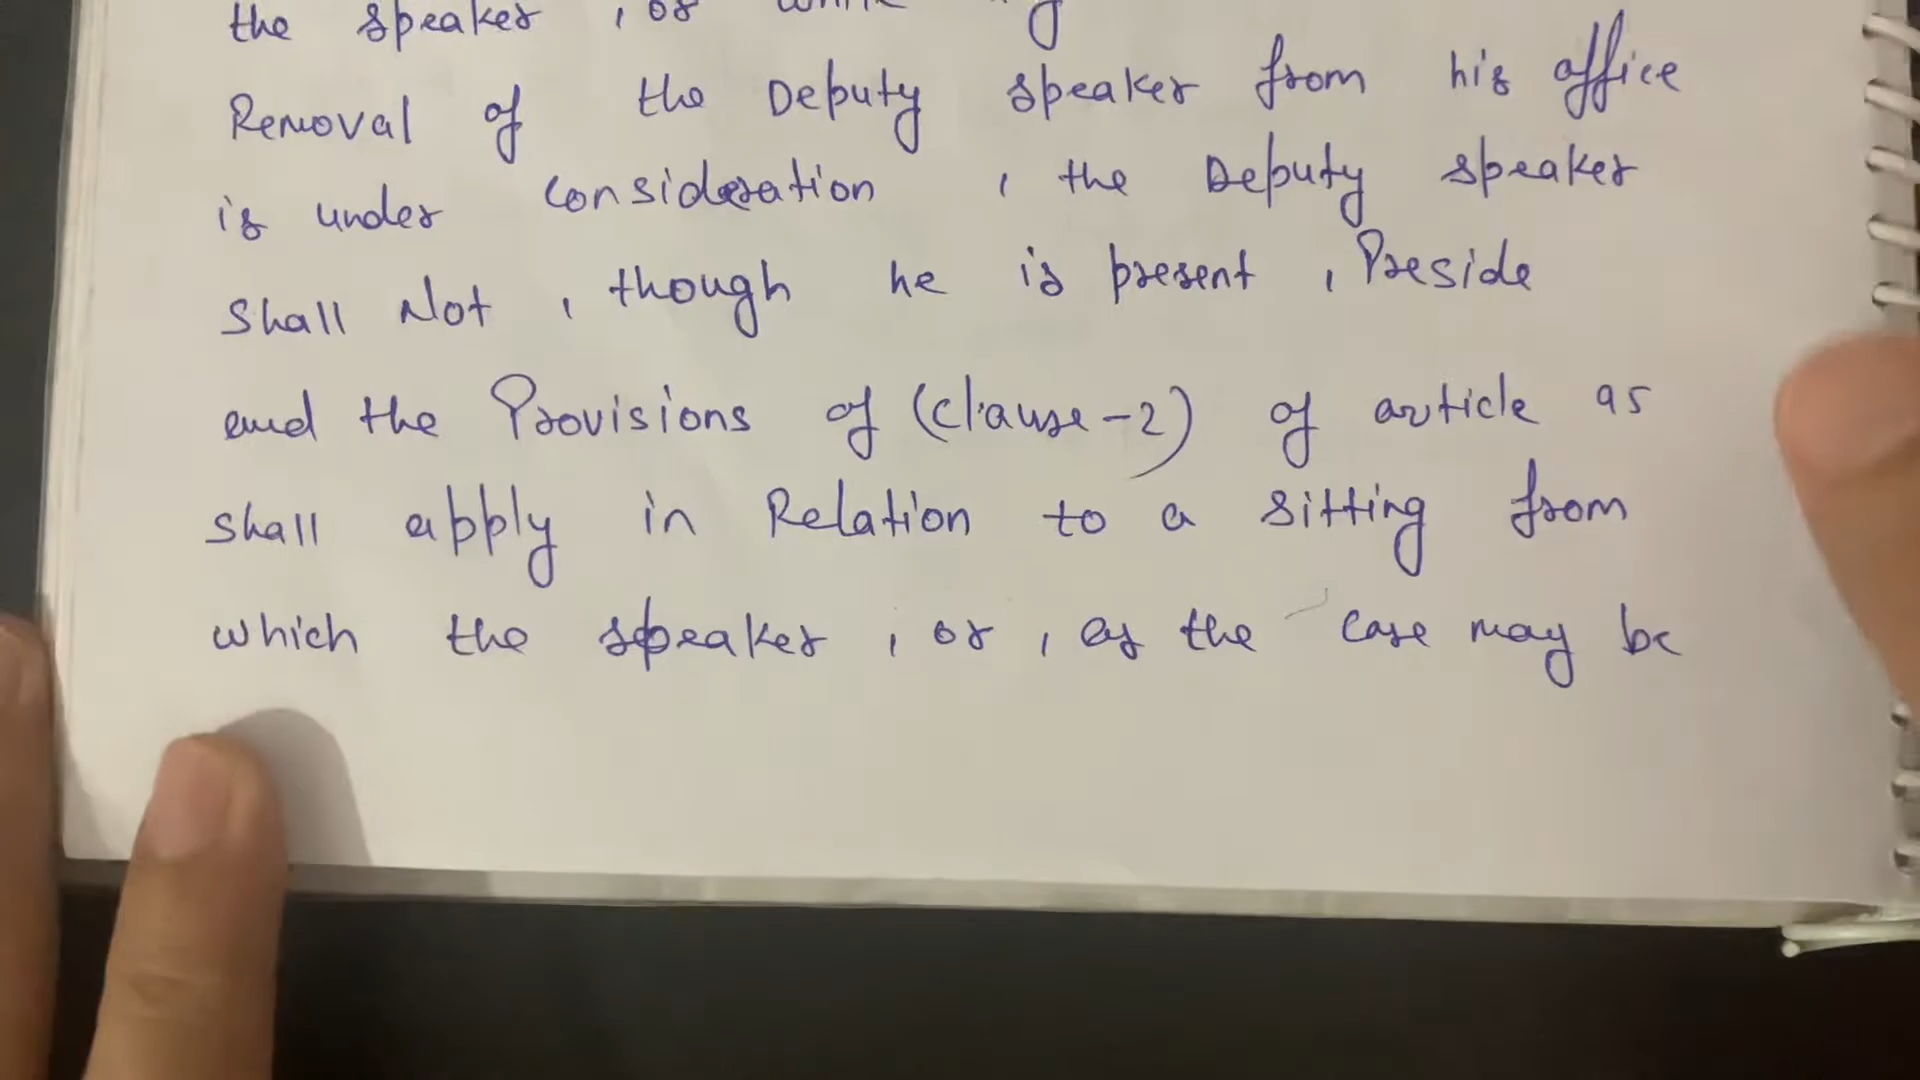 the speaker , or while
Removal of the Deputy speaker from his office
is under consideration , the Deputy speaker
shall Not , though he is present , Preside
and the Provisions of (clause-2) of article 95
shall apply in Relation to a sitting from
which the speaker , or , as the case may be